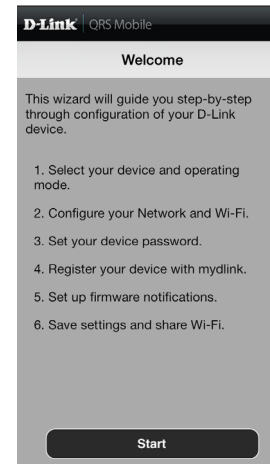 D-Link QRS Mobile
Welcome
This wizard will guide you step-by-step
through configuration of your D-Link
device.
1. Select your device and operating
mode.
2. Configure your Network and Wi-Fi.
3. Set your device password.
4. Register your device with mydlink.
5. Set up firmware notifications.
6. Save settings and share Wi-Fi.
Start